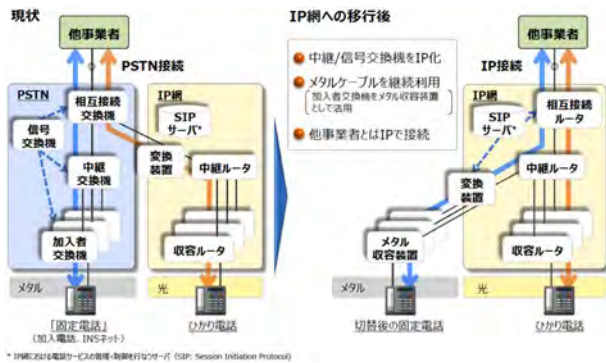 現状
他事業者
PSTN接続
PSTN
IP網
相互接続
交換機
SIP
サーバ*
信号
交換機
変換
装置
中継ルータ
中継
交換機
加入者
交換機
収容ルータ
メタル
光
「固定電話」
(加入電話、INSネット)
ひかり電話
IP網への移行後
他事業者
中継/信号交換機をIP化
メタルケーブルを継続利用
加入者交換機をメタル収容装置
として活用
他事業者とはIPで接続
IP接続
IP網
相互接続
ルータ
SIP
サーバ*
中継ルータ
変換
装置
メタル
収容装置
収容ルータ
メタル
光
切替後の固定電話
ひかり電話
* IP網における電話サービスの管理・制御を行なうサーバ (SIP: Session Initiation Protocol)